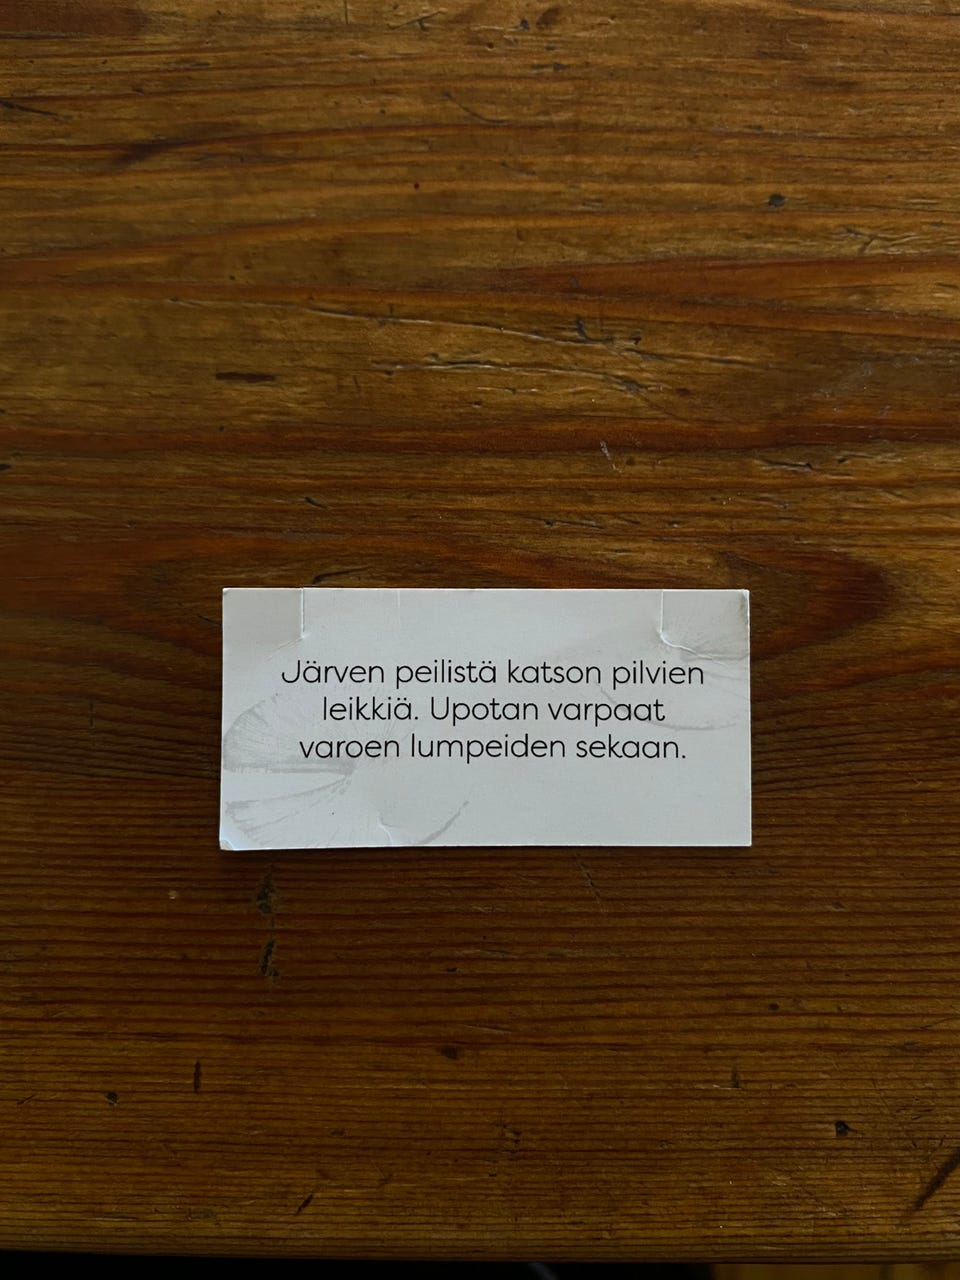 Järven peilistä katson pilvien
leikkiä. Upotan varpaat
varoen lumpeiden sekaan.